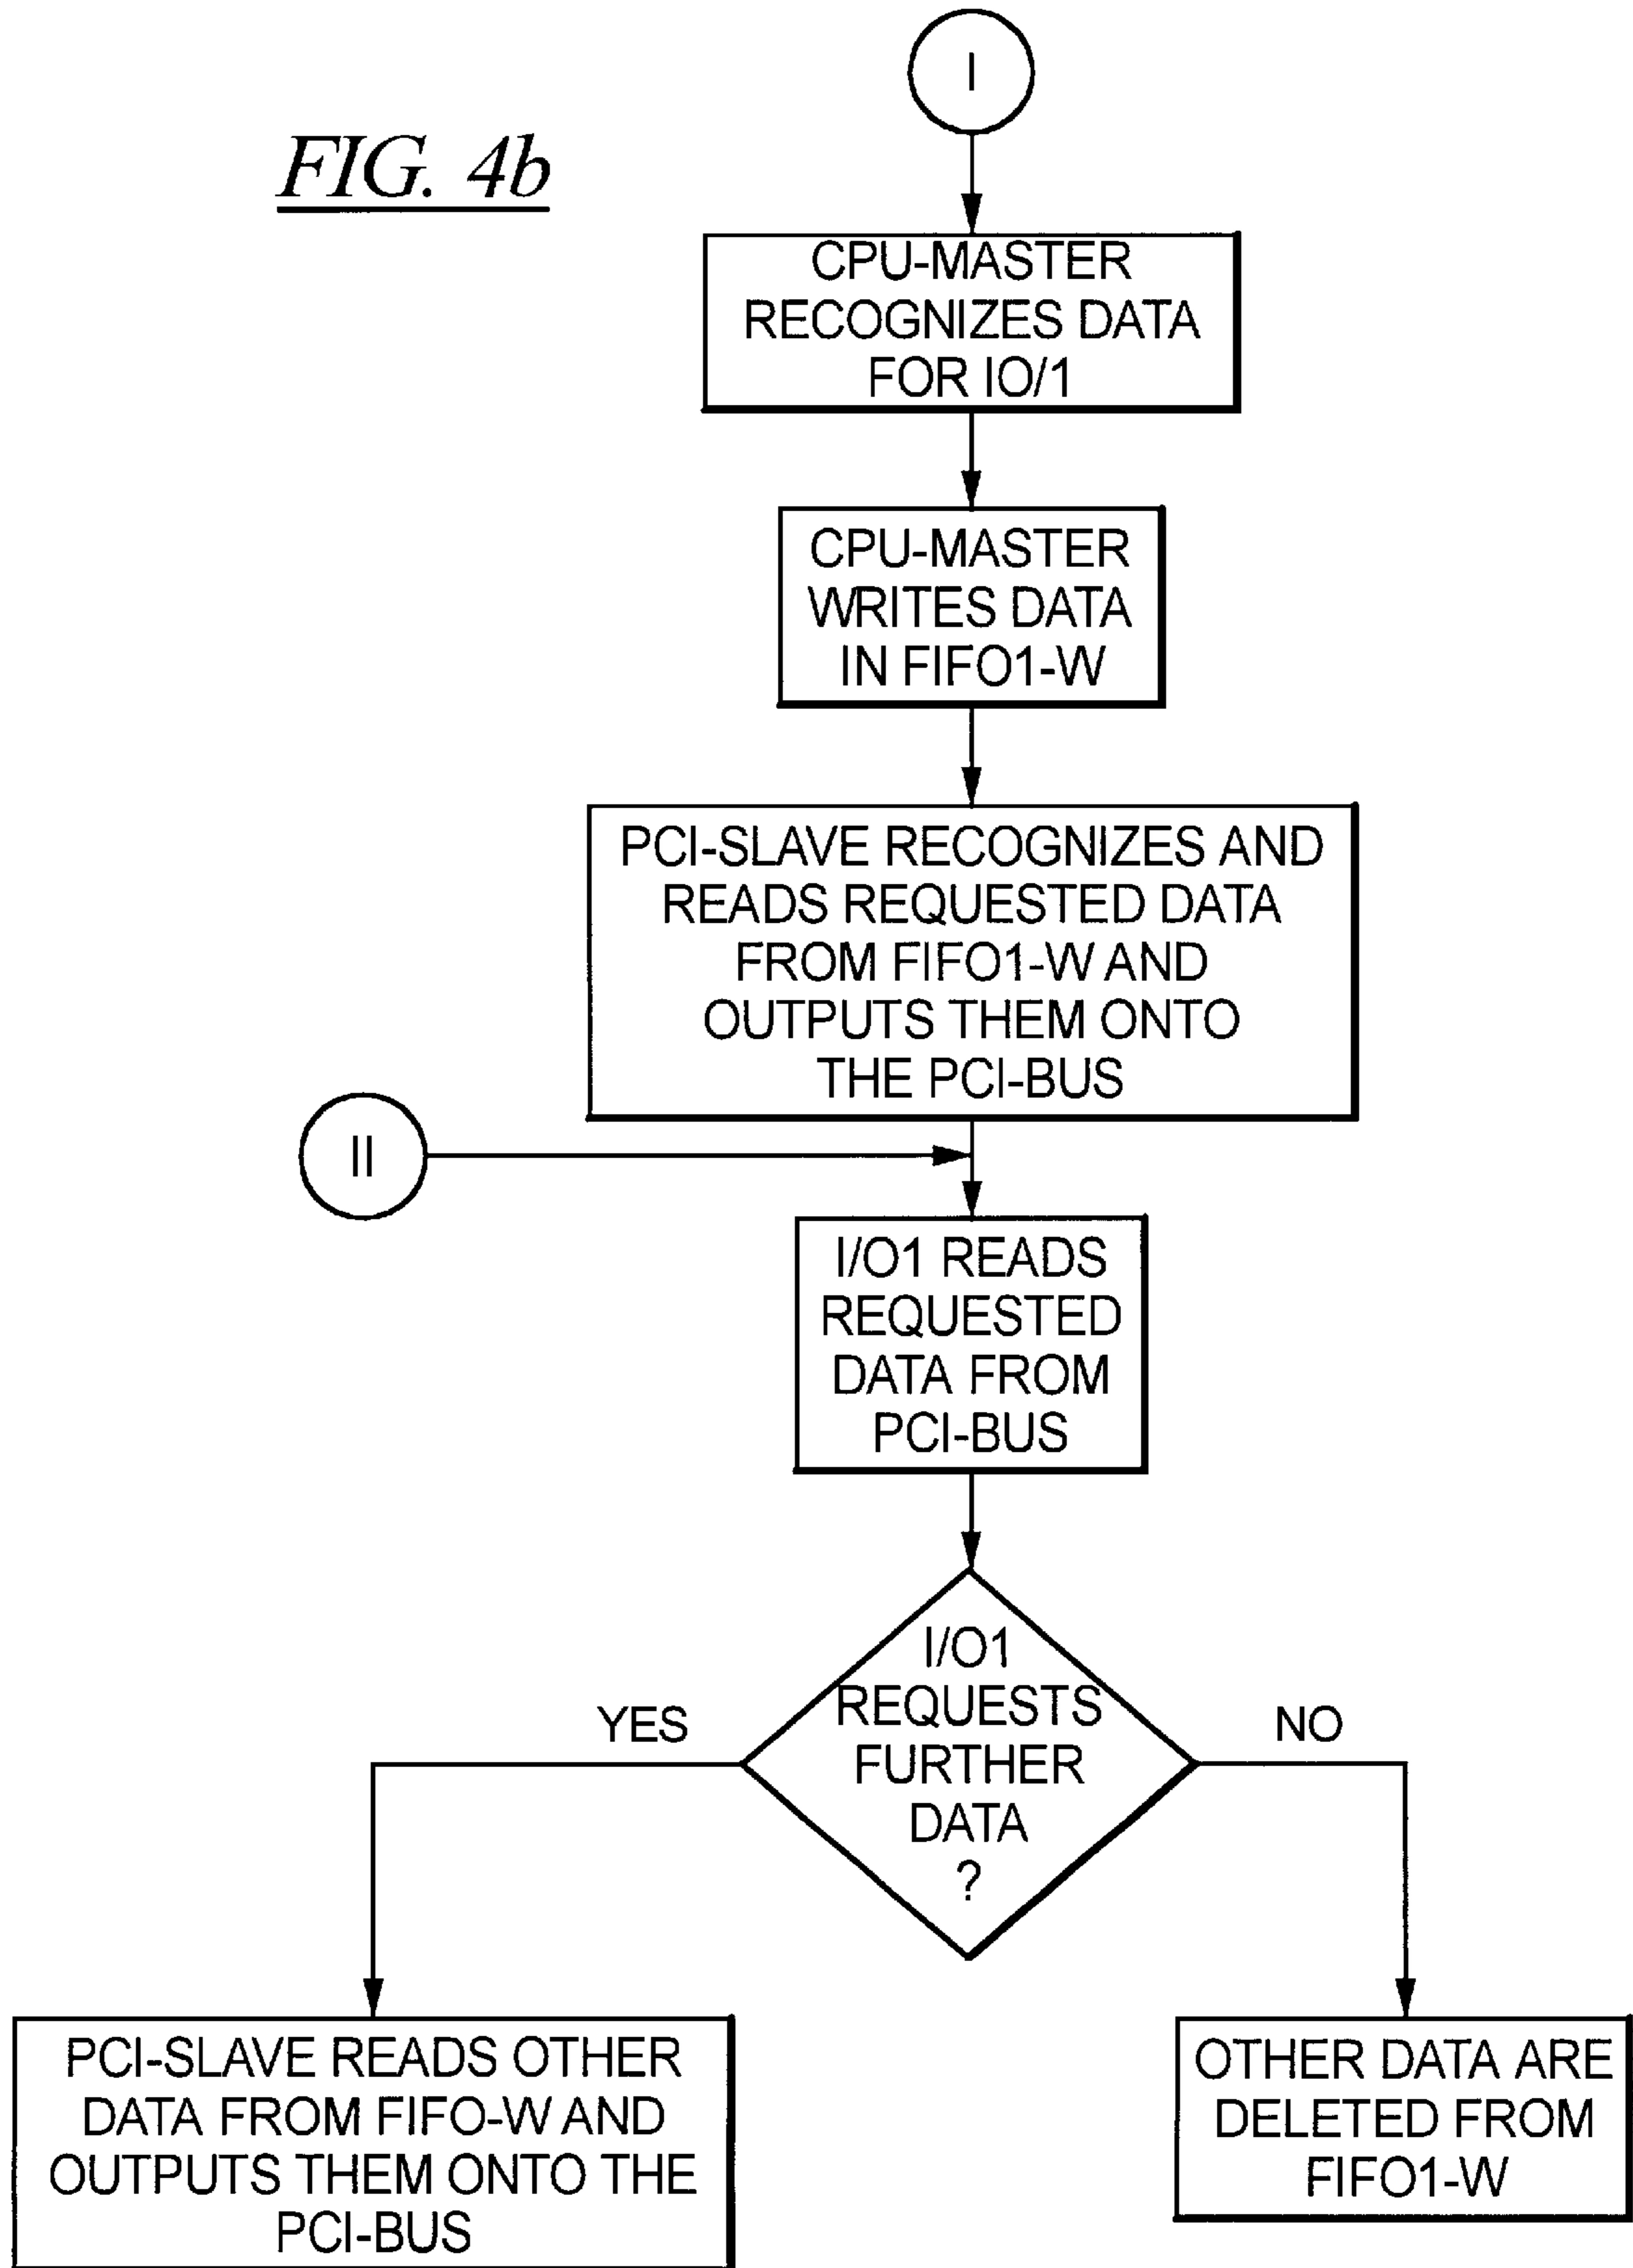 I
FIG. 4b
CPU-MASTER
RECOGNIZES DATA
FOR IO/1
CPU-MASTER
WRITES DATA
IN FIFO1-W
PCI-SLAVE RECOGNIZES AND
READS REQUESTED DATA
FROM FIFO1-W AND
OUTPUTS THEM ONTO
THE PCI-BUS
II
I/O1 READS
REQUESTED
DATA FROM
PCI-BUS
I/O1
REQUESTS
FURTHER
DATA
?
YES
NO
PCI-SLAVE READS OTHER
DATA FROM FIFO-W AND
OUTPUTS THEM ONTO THE
PCI-BUS
OTHER DATA ARE
DELETED FROM
FIFO1-W